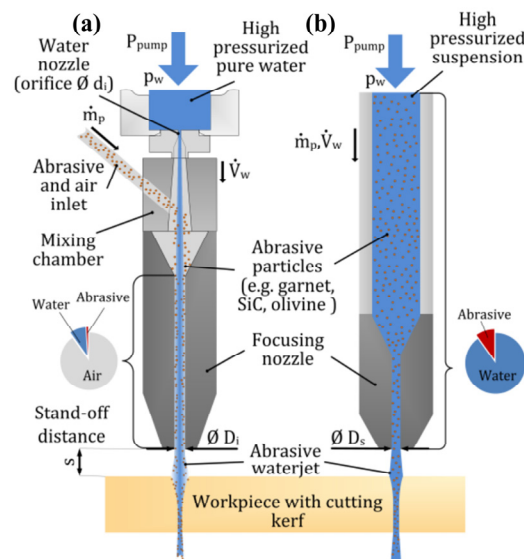 (a)
(b)
P pump
High
pressurized
pure water
Water
nozzle
(orifice Ø di)
pw
ṁp
Abrasive
and air
inlet
V̇w
Mixing
chamber
P pump
High
pressurized
suspension
pw
ṁp,V̇w
Abrasive
particles
(e.g. garnet,
SiC, olivine )
Water
Abrasive
Air
Focusing
nozzle
Abrasive
Water
Stand-off
distance
s
Ø Di
Ø Ds
Abrasive
waterjet
Workpiece with cutting
kerf